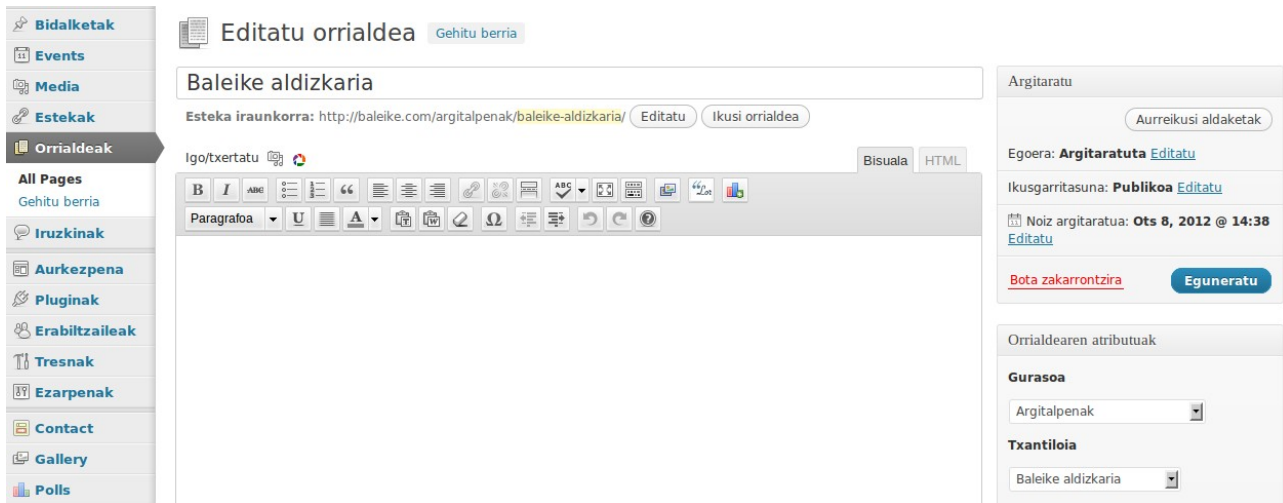 Bidalketak
Events
Media
Estekak
Orrialdeak
All Pages
Gehitu berria
Iruzkinak
Aurkezpena
Pluginak
Erabiltzaileak
Tresnak
Ezarpenak
Contact
Gallery
Polls
Editatu orrialdea Gehitu berria
Baleike aldizkaria
Esteka iraunkorra: http://baleike.com/argitalpenak/baleike-aldizkaria/ Editatu Ikusi orrialdea
Igo/txertatu Bisuala HTML
B I ABC ABC
Paragrafoa U A T W Ω
Argitaratu
Aurreikusi aldaketak
Egoera: Argitaratuta Editatu
Ikusgarritasuna: Publikoa Editatu
Noiz argitaratua: Ots 8, 2012 @ 14:38
Editatu
Bota zakarrontzira Eguneratu
Orrialdearen atributuak
Gurasoa
Argitalpenak
Txantiloia
Baleike aldizkaria